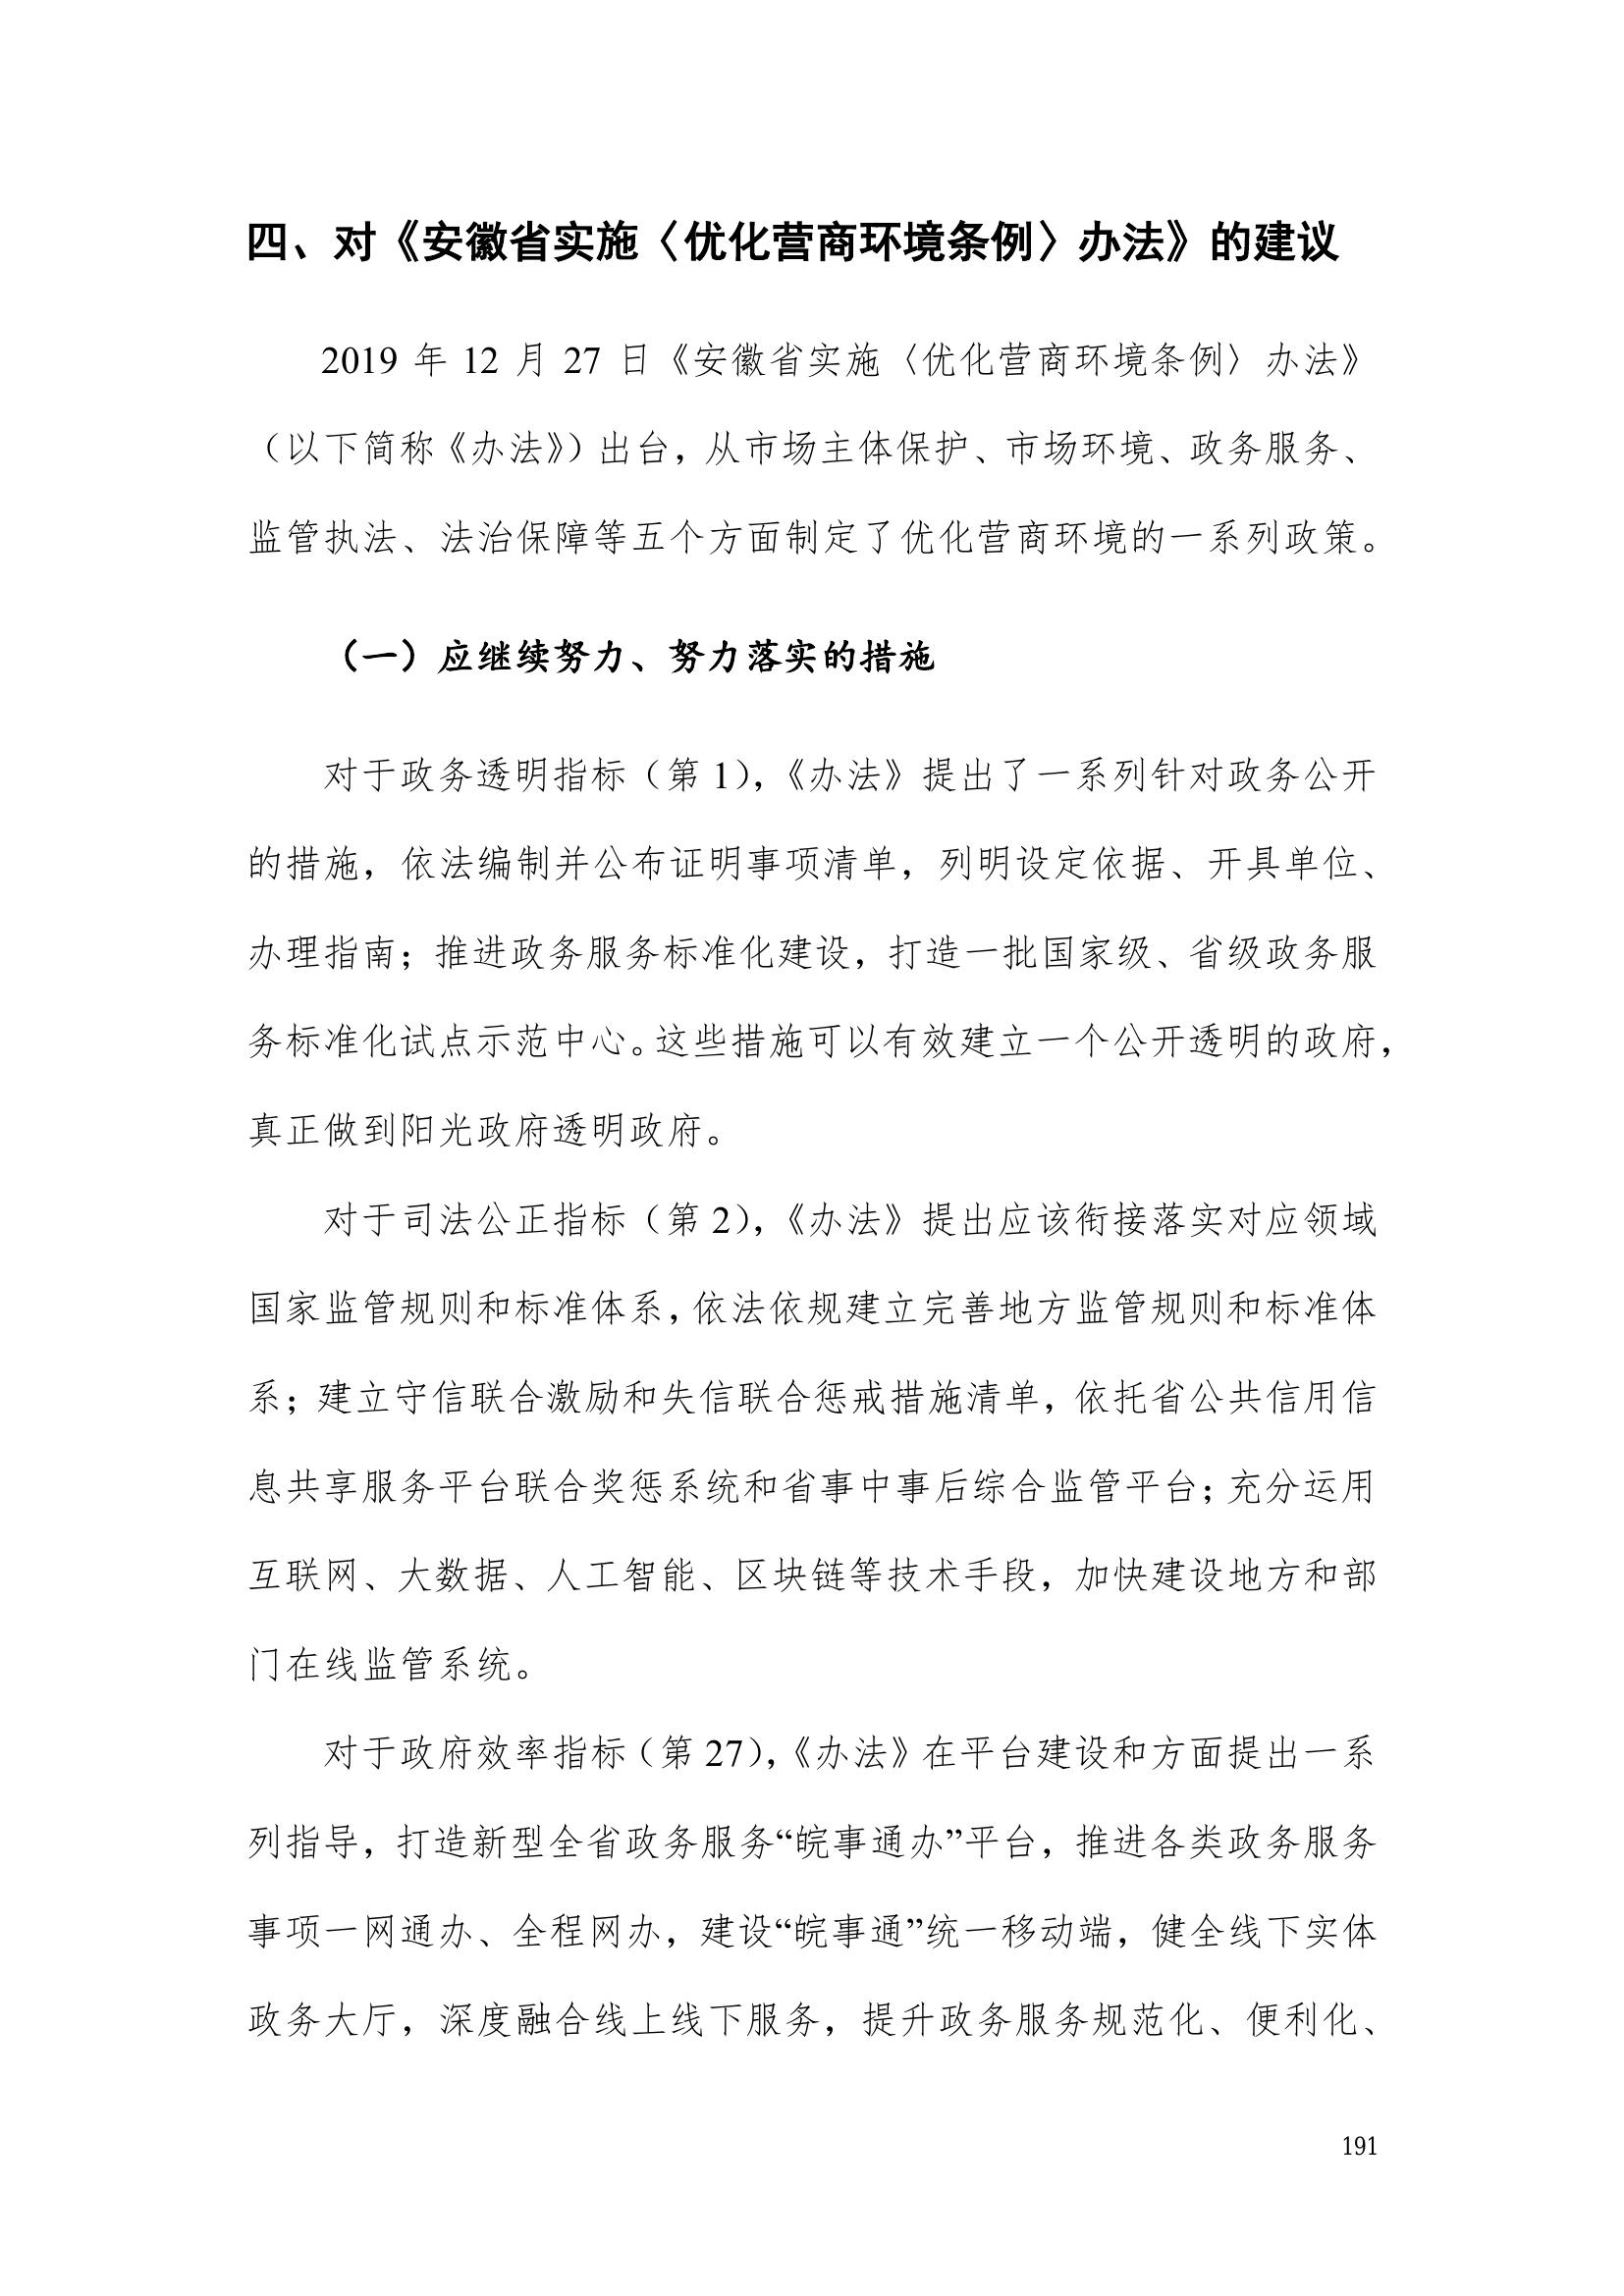 四、对《安徽省实施〈优化营商环境条例〉办法》的建议
2019 年 12 月 27 日《安徽省实施〈优化营商环境条例〉办法》
（以下简称《办法》）出台，从市场主体保护、市场环境、政务服务、
监管执法、法治保障等五个方面制定了优化营商环境的一系列政策。
（一）应继续努力、努力落实的措施
对于政务透明指标（第 1），《办法》提出了一系列针对政务公开
的措施，依法编制并公布证明事项清单，列明设定依据、开具单位、
办理指南；推进政务服务标准化建设，打造一批国家级、省级政务服
务标准化试点示范中心。这些措施可以有效建立一个公开透明的政府，
真正做到阳光政府透明政府。
对于司法公正指标（第 2），《办法》提出应该衔接落实对应领域
国家监管规则和标准体系，依法依规建立完善地方监管规则和标准体
系；建立守信联合激励和失信联合惩戒措施清单，依托省公共信用信
息共享服务平台联合奖惩系统和省事中事后综合监管平台；充分运用
互联网、大数据、人工智能、区块链等技术手段，加快建设地方和部
门在线监管系统。
对于政府效率指标（第 27），《办法》在平台建设和方面提出一系
列指导，打造新型全省政务服务“皖事通办”平台，推进各类政务服务
事项一网通办、全程网办，建设“皖事通”统一移动端，健全线下实体
政务大厅，深度融合线上线下服务，提升政务服务规范化、便利化、
191